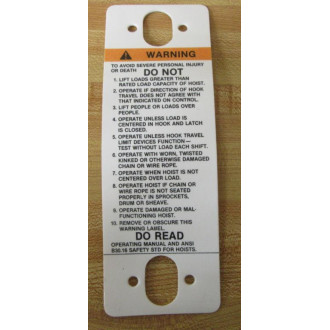 WARNING
TO AVOID SEVERE PERSONAL INJURY
OR DEATH DO NOT
1. LIFT LOADS GREATER THAN
RATED LOAD CAPACITY OF HOIST.
2. OPERATE IF DIRECTION OF HOOK
TRAVEL DOES NOT AGREE WITH
THAT INDICATED ON CONTROL.
3. LIFT PEOPLE OR LOADS OVER
PEOPLE.
4. OPERATE UNLESS LOAD IS
CENTERED IN HOOK AND LATCH
IS CLOSED.
5. OPERATE UNLESS HOOK TRAVEL
LIMIT DEVICES FUNCTION—
TEST WITHOUT LOAD EACH SHIFT.
6. OPERATE WITH WORN, TWISTED
KINKED OR OTHERWISE DAMAGED
CHAIN OR WIRE ROPE.
7. OPERATE WHEN HOIST IS NOT
CENTERED OVER LOAD.
8. OPERATE HOIST IF CHAIN OR
WIRE ROPE IS NOT SEATED
PROPERLY IN SPROCKETS,
DRUM OR SHEAVE.
9. OPERATE DAMAGED OR MAL-
FUNCTIONING HOIST.
10. REMOVE OR OBSCURE THIS
WARNING LABEL.
DO READ
OPERATING MANUAL AND ANSI
B30.16 SAFETY STD FOR HOISTS.